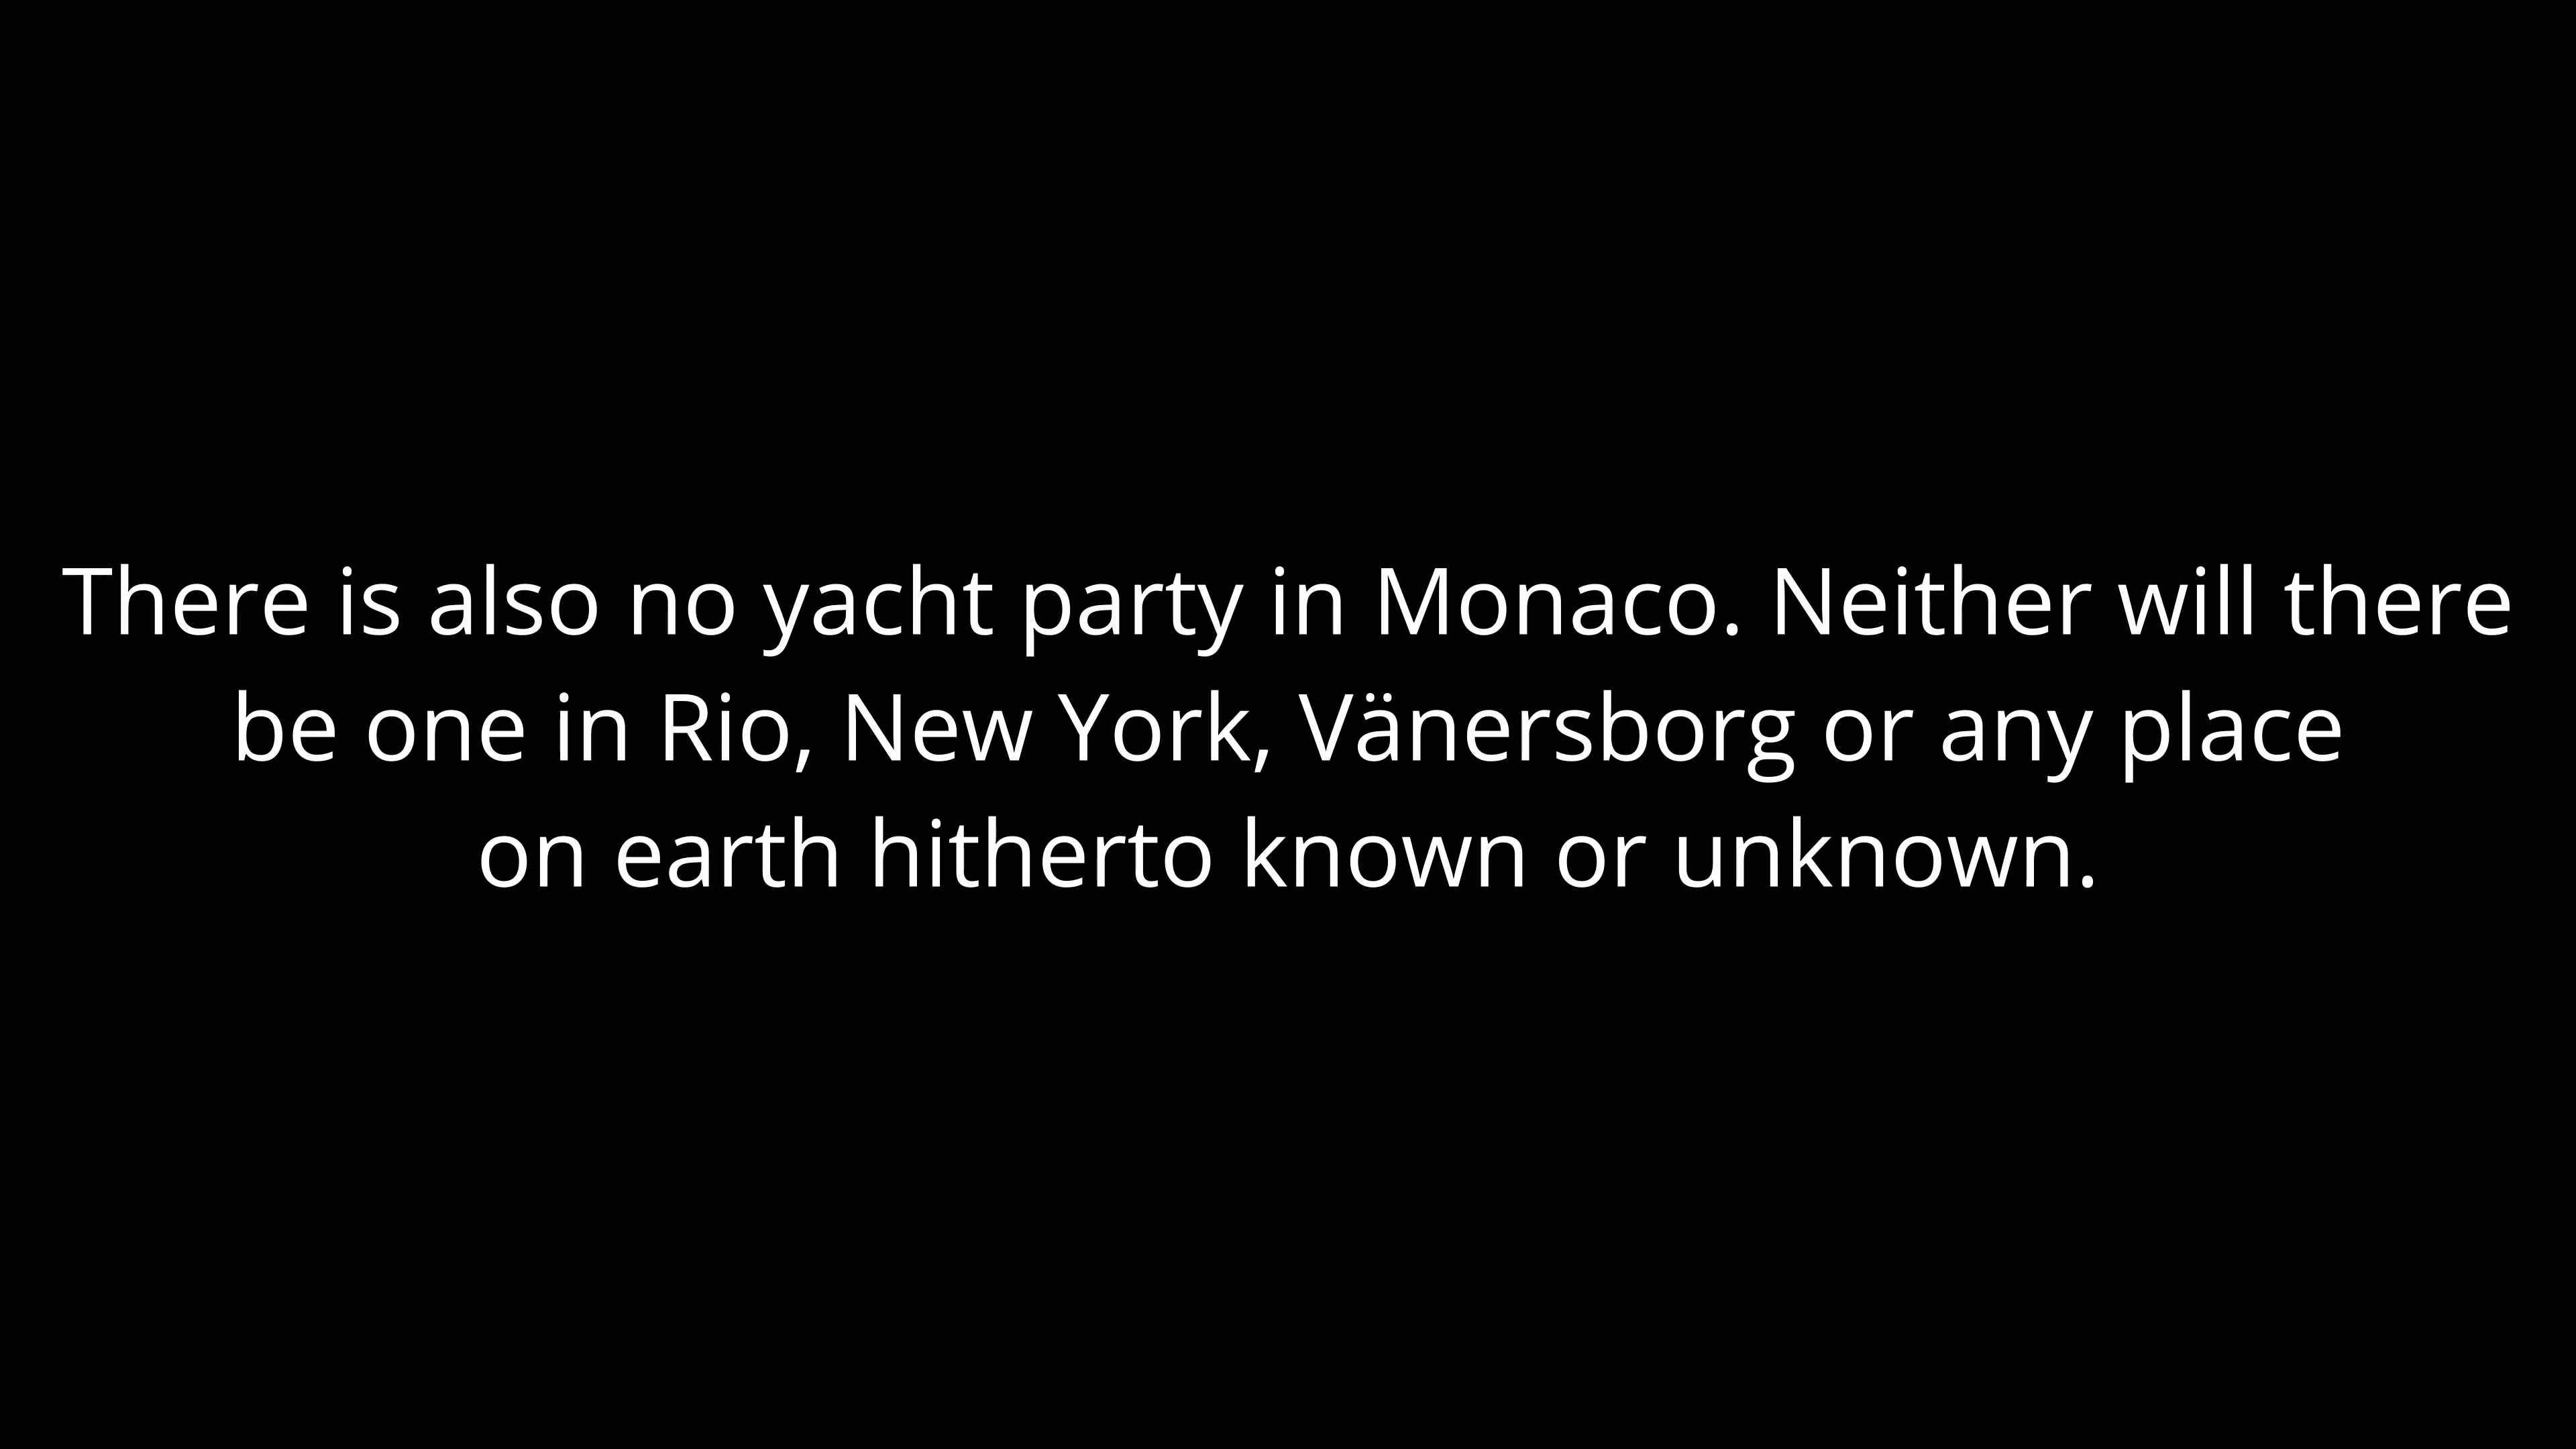 There is also no yacht party in Monaco. Neither will there
be one in Rio, New York, Vänersborg or any place
on earth hitherto known or unknown.